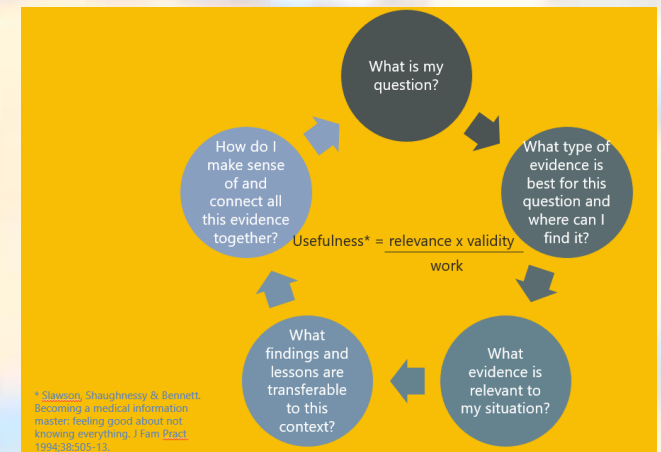 What is my
question?
What type of
evidence is
best for this
question and
where can I
find it?
What
evidence is
relevant to
my situation?
What
findings and
lessons are
transferable
to this
context?
How do I
make sense
of and
connect all
this evidence
together?
Usefulness* = relevance x validity
work
* Slawson, Shaughnessy & Bennett.
Becoming a medical information
master: feeling good about not
knowing everything. J Fam Pract
1994;38:505-13.